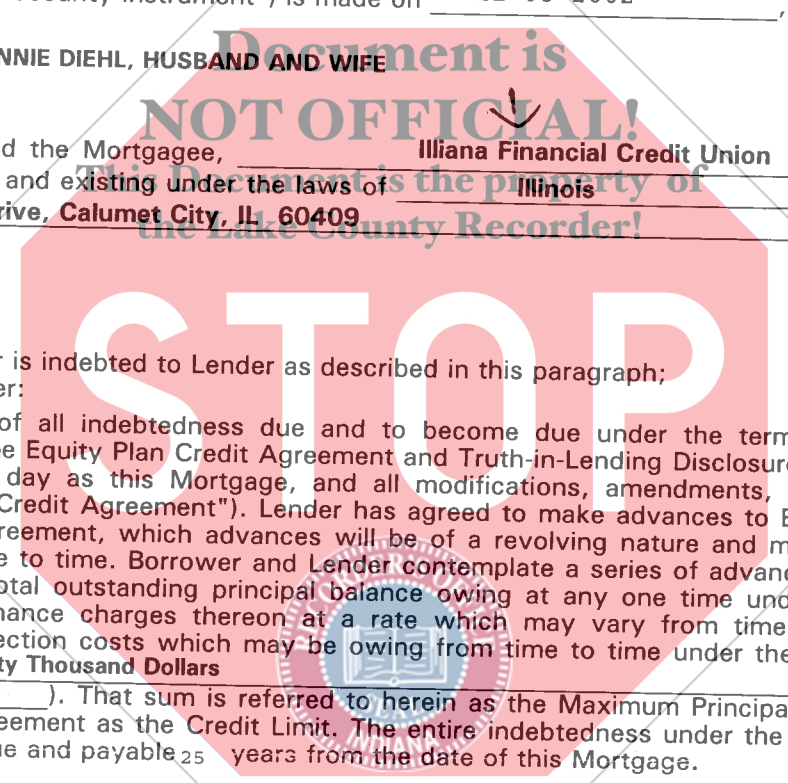 Security Instrument") is made on
Document is
NNIE DIEHL, HUSBAND AND WIFE
NOT OFFICIAL!
d the Mortgagee, Illiana Financial Credit Union
This Document is the property of
and existing under the laws of Illinois
rive, Calumet City, IL 60409
the Lake County Recorder!
STOP
r is indebted to Lender as described in this paragraph;
er:
of all indebtedness due and to become due under the term
e Equity Plan Credit Agreement and Truth-in-Lending Disclosure
day as this Mortgage, and all modifications, amendments,
Credit Agreement"). Lender has agreed to make advances to B
reement, which advances will be of a revolving nature and m
e to time. Borrower and Lender contemplate a series of advanc
otal outstanding principal balance owing at any one time und
nance charges thereon at a rate which may vary from time
ection costs which may be owing from time to time under the
ty Thousand Dollars
). That sum is referred to herein as the Maximum Principa
eement as the Credit Limit. The entire indebtedness under the
ue and payable 25 years from the date of this Mortgage.
INDIANA